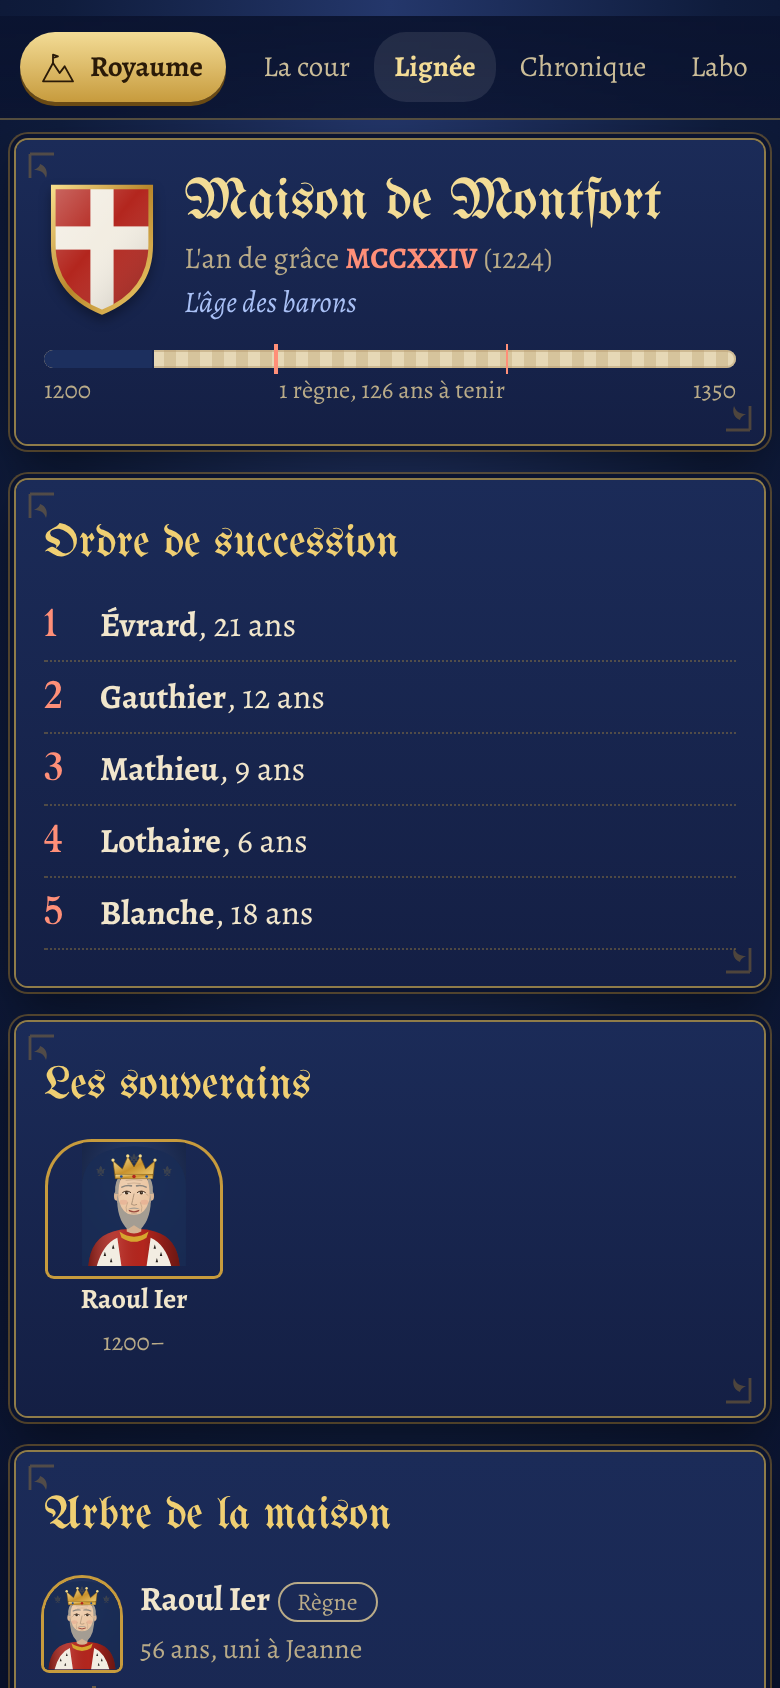 Royaume
La cour
Lignée
Chronique
Labo
Maison de Montfort
L'an de grâce MCCXXIV (1224)
L'âge des barons
1200
1 règne, 126 ans à tenir
1350
Ordre de succession
1 Évrard, 21 ans
2 Gauthier, 12 ans
3 Mathieu, 9 ans
4 Lothaire, 6 ans
5 Blanche, 18 ans
Les souverains
Raoul Ier
1200–
Arbre de la maison
Raoul Ier Règne
56 ans, uni à Jeanne